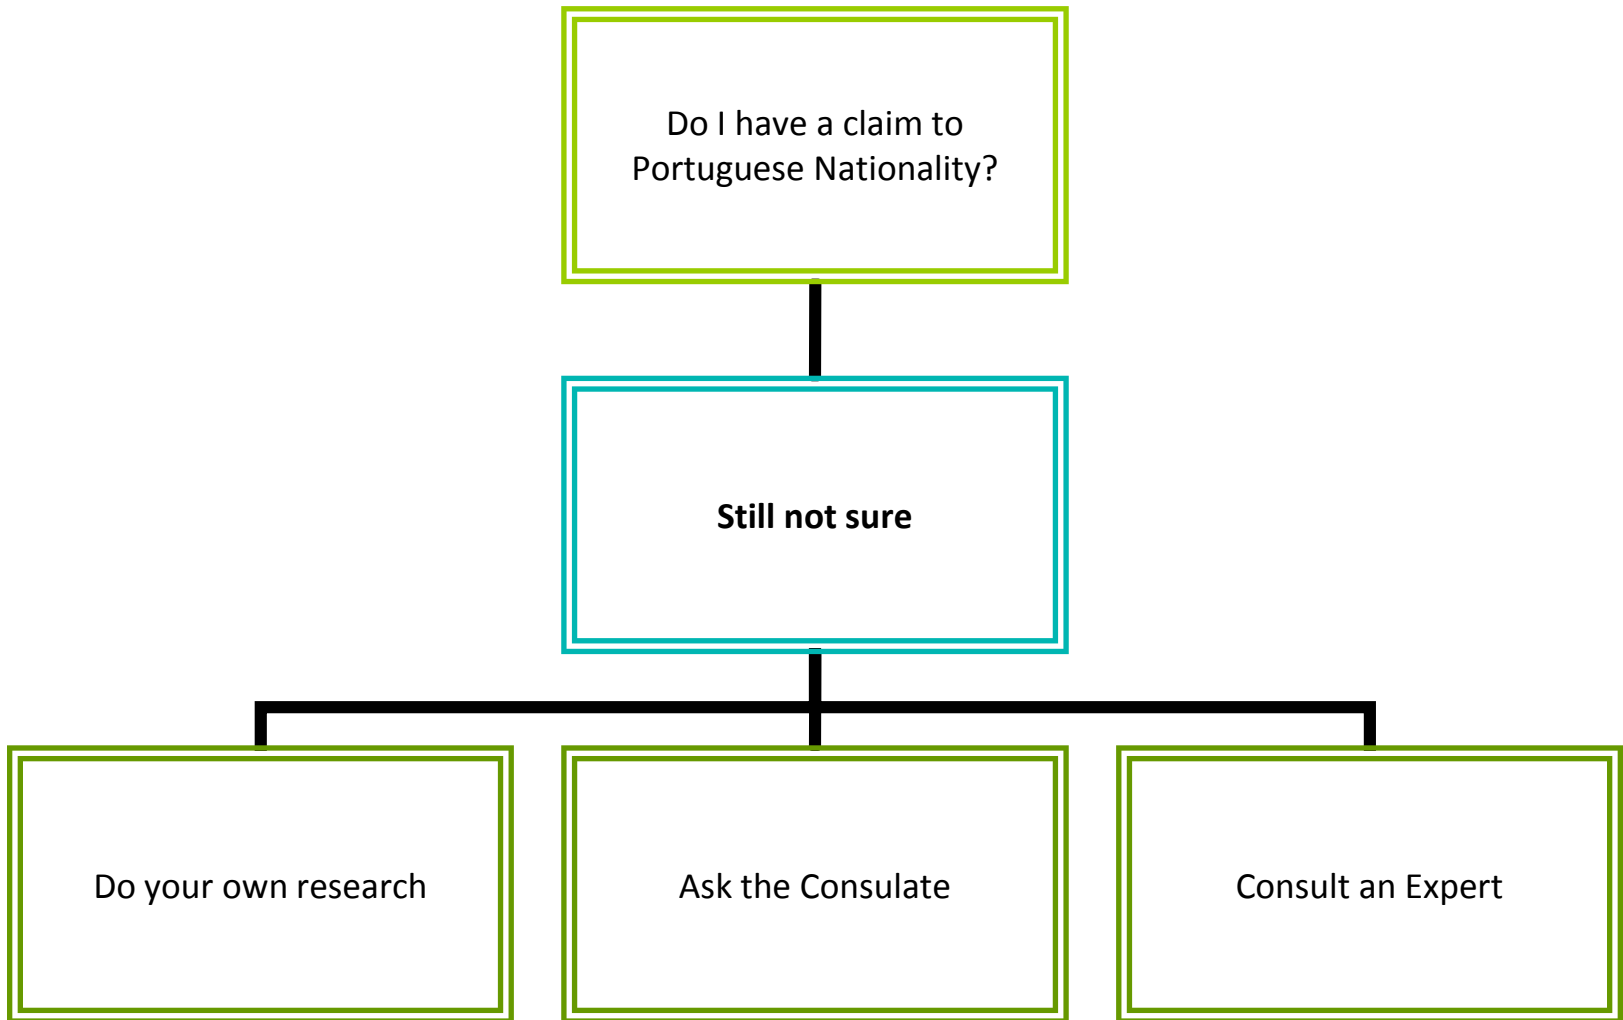 Do I have a claim to
Portuguese Nationality?
Still not sure
Do your own research
Ask the Consulate
Consult an Expert